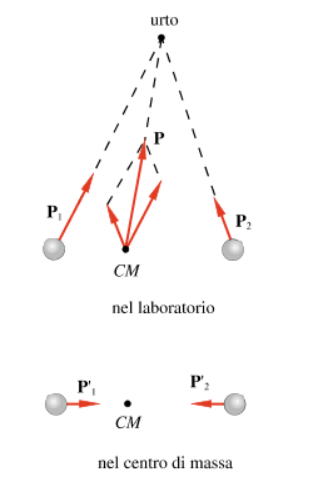 urto
P
P₁
P₂
CM
nel laboratorio
P'₁
P'₂
CM
nel centro di massa